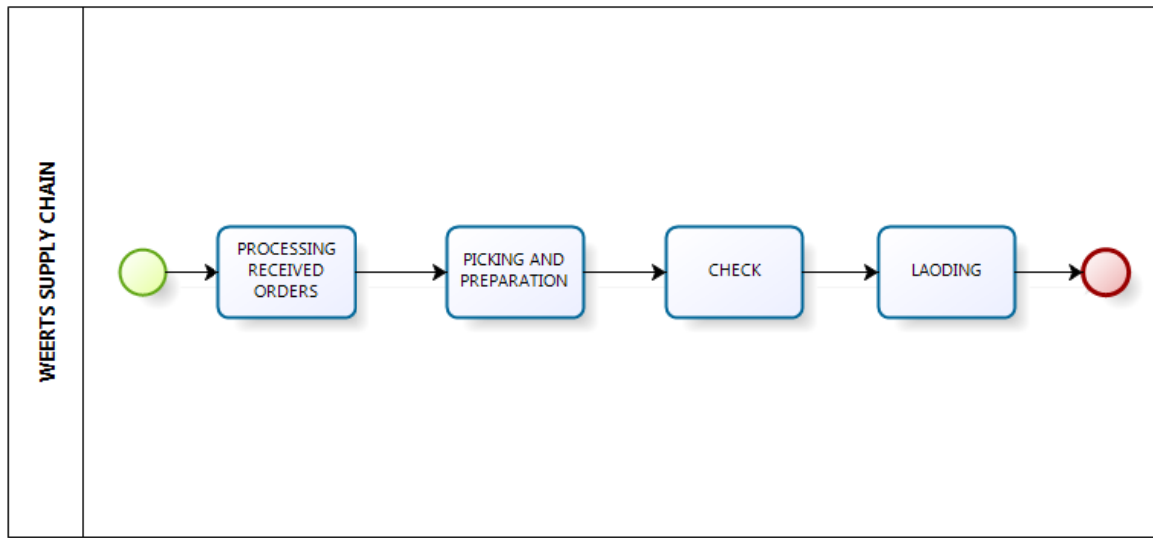 WEERTS SUPPLY CHAIN
PROCESSING
RECEIVED
ORDERS
PICKING AND
PREPARATION
CHECK
LAODING